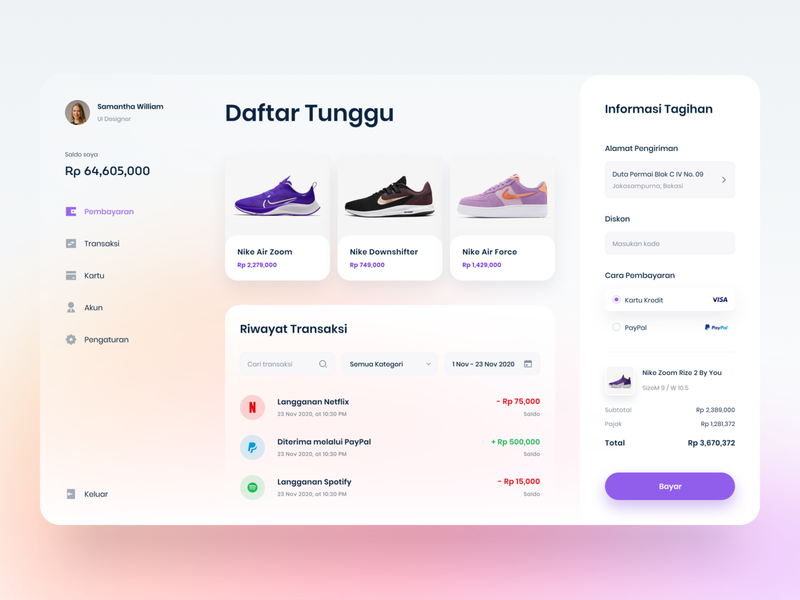 Samantha William
Ui Designer
Saldo saya
Rp 64,605,000
Pembayaran
Transaksi
Kartu
Akun
Pengaturan
Keluar
Daftar Tunggu
Nike Air Zoom
Rp 2,279,000
Nike Downshifter
Rp 749,000
Nike Air Force
Rp 1,429,000
Riwayat Transaksi
Cari transaksi
Semua Kategori
1 Nov - 23 Nov 2020
Langganan Netflix
- Rp 75,000
23 Nov 2020, at 10:30 PM
Saldo
Diterima melalui PayPal
+ Rp 500,000
23 Nov 2020, at 10:30 PM
Saldo
Langganan Spotify
- Rp 15,000
23 Nov 2020, at 10:30 PM
Saldo
Informasi Tagihan
Alamat Pengiriman
Duta Permai Blok C IV No. 09
Jakasampurna, Bekasi
Diskon
Masukan kode
Cara Pembayaran
Kartu Kredit
VISA
PayPal
PayPal
Nike Zoom Rize 2 By You
SizeM 9 / W 10.5
Subtotal
Rp 2,389,000
Pajak
Rp 1,281,372
Total
Rp 3,670,372
Bayar